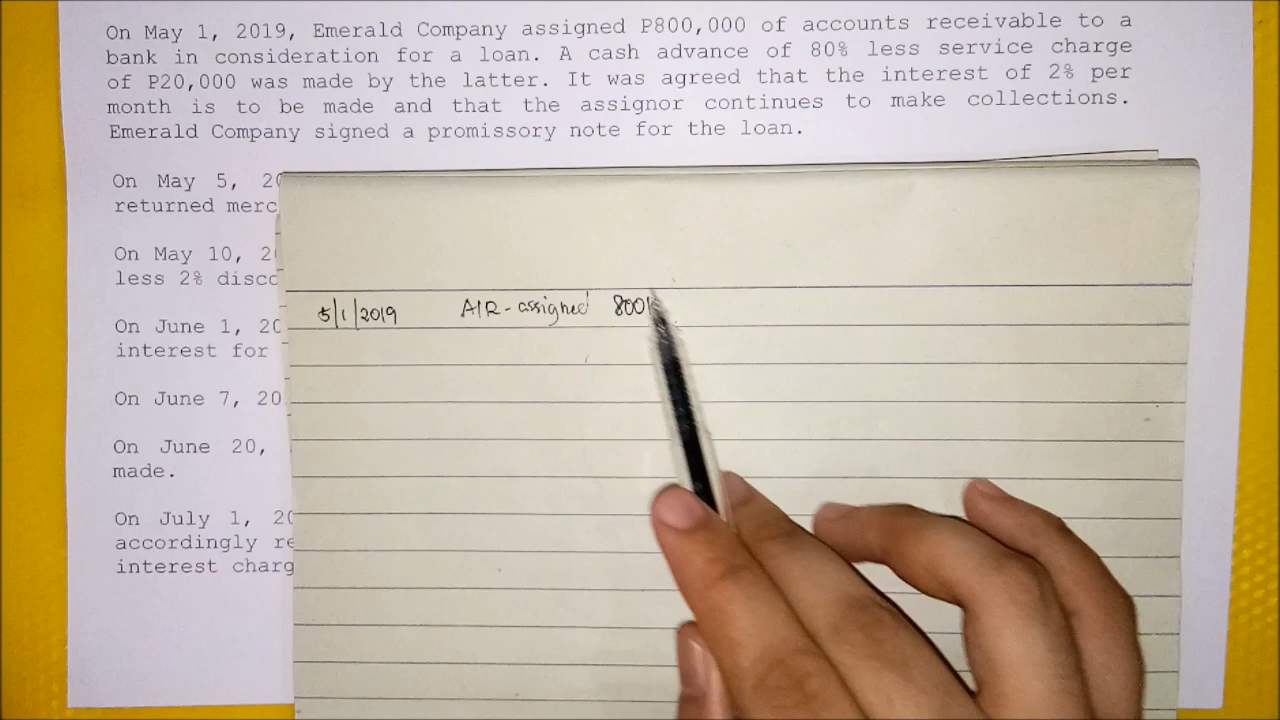 On May 1, 2019, Emerald Company assigned P800,000 of accounts receivable to a
bank in consideration for a loan. A cash advance of 80% less service charge
of P20,000 was made by the latter. It was agreed that the interest of 2% per
month is to be made and that the assignor continues to make collections.
Emerald Company signed a promissory note for the loan.
On May 5,
returned merc
On May 10,
less 2%
On June 1,
interest for
On June 7,
On June 20,
made.
On July 1,
accordingly
interest charg
5/1/2019 A/R-assigned 800k